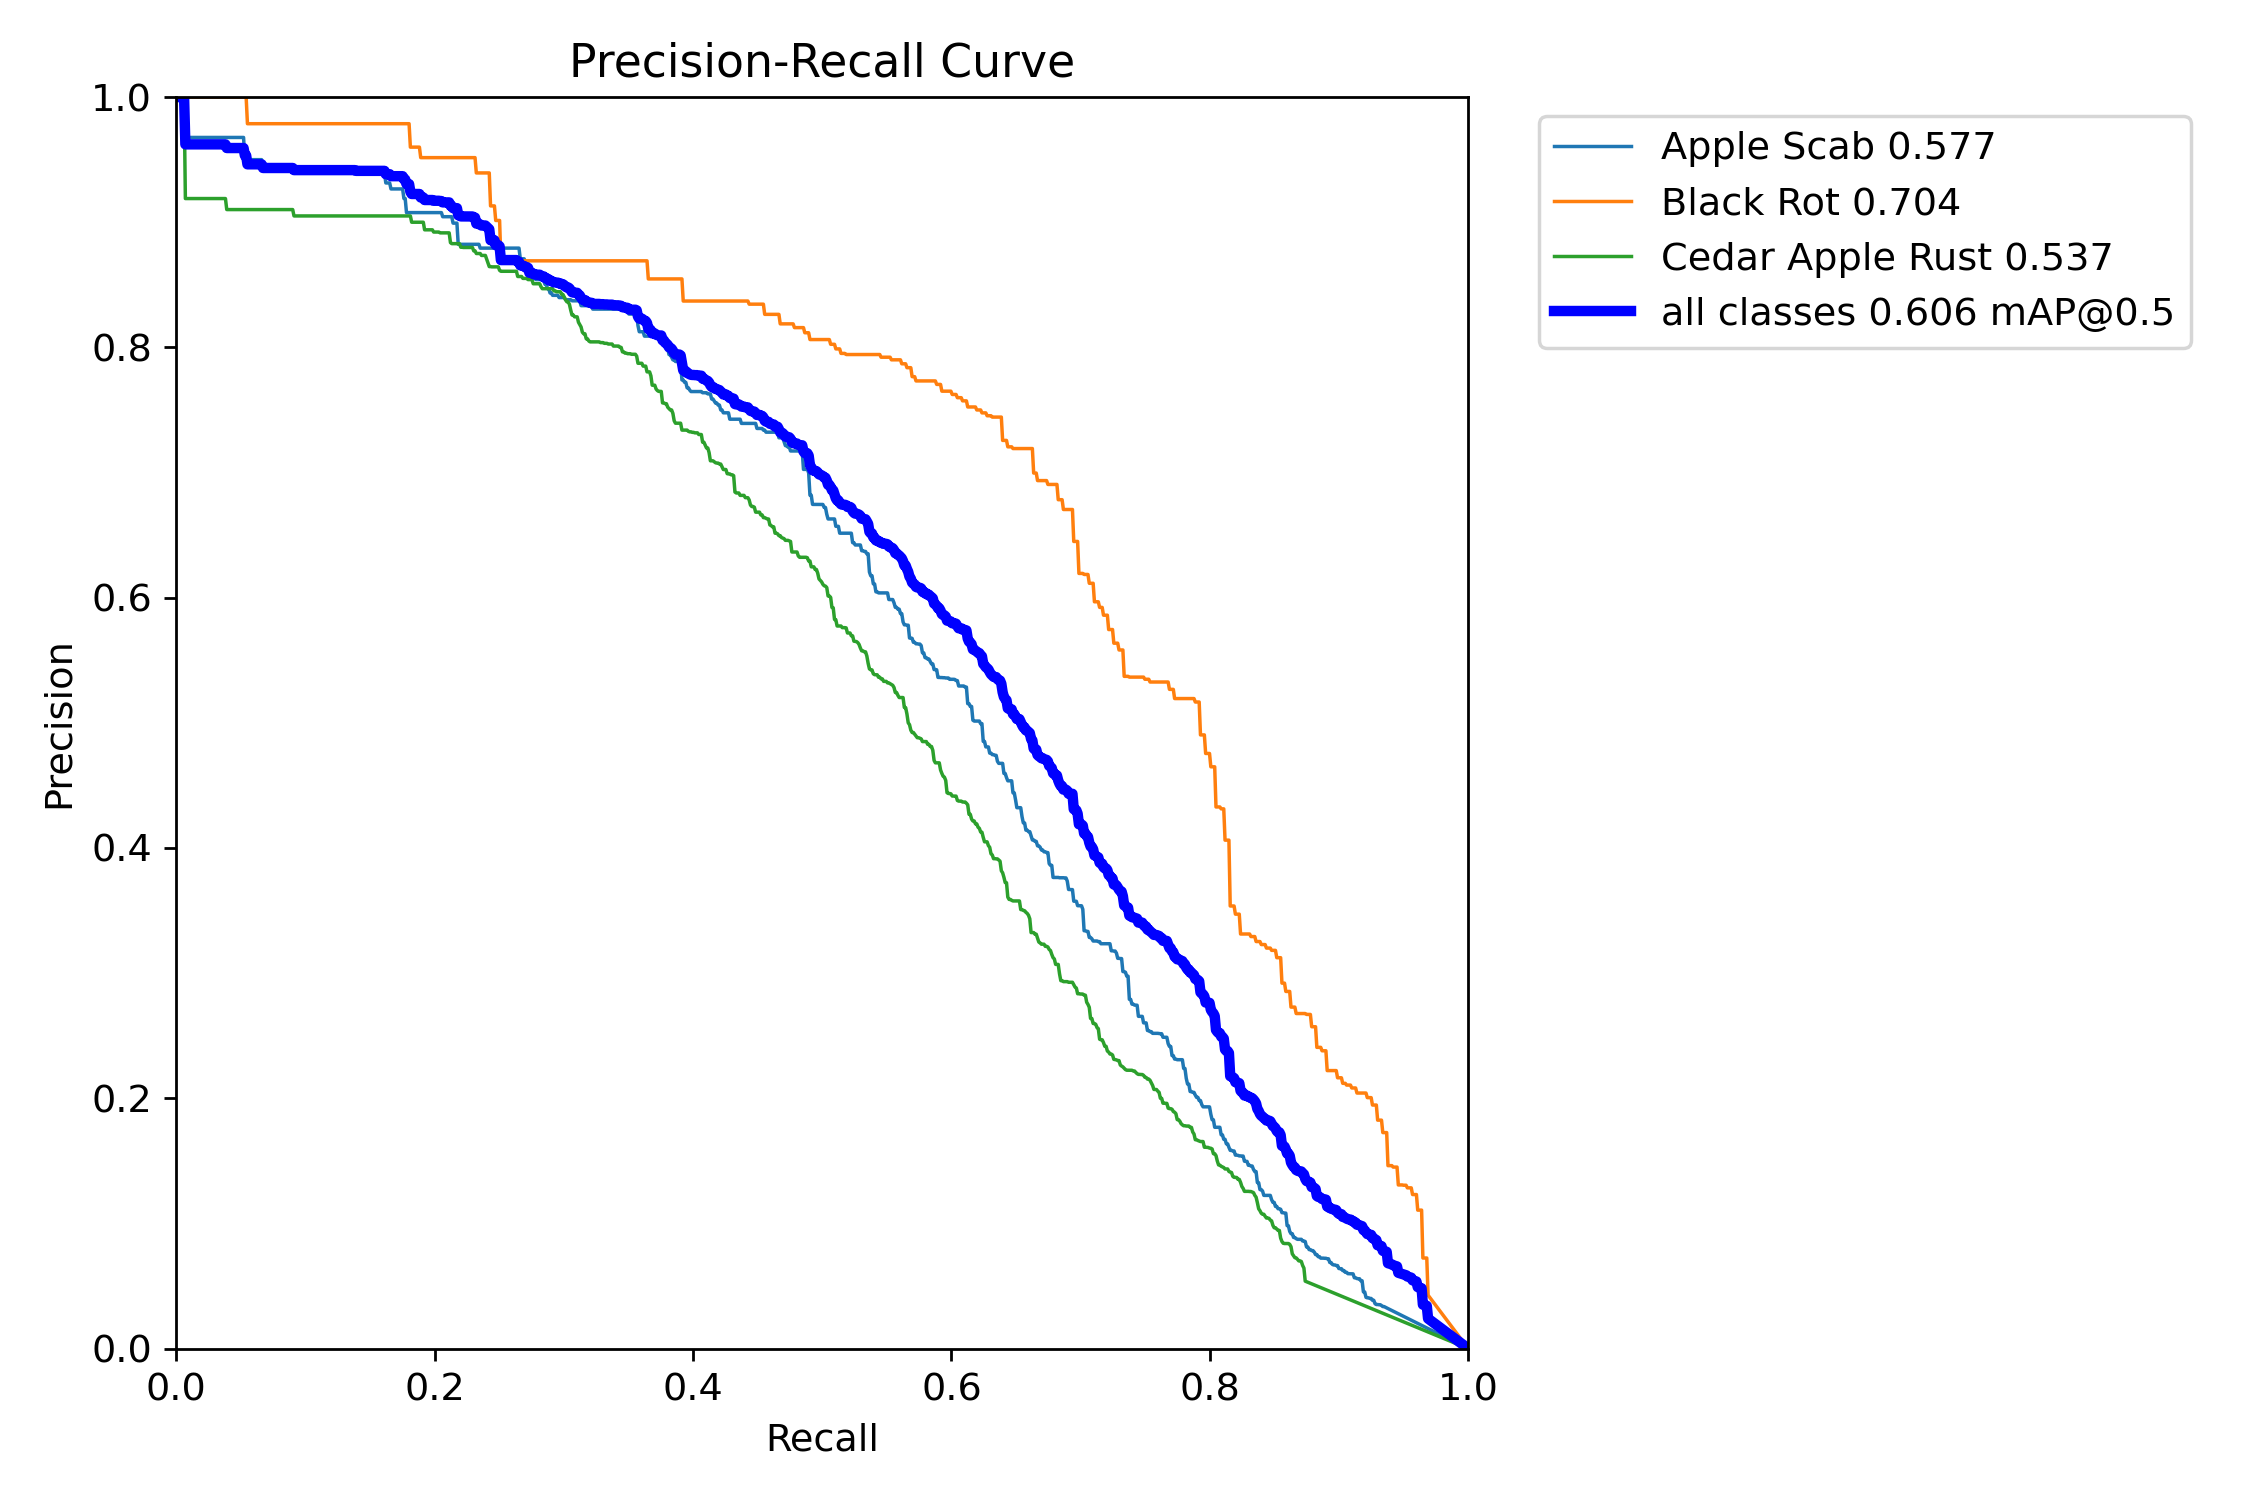 Precision-Recall Curve
1.0
0.8
0.6
0.4
0.2
0.0
Precision
0.0 0.2 0.4 0.6 0.8 1.0
Recall
Apple Scab 0.577
Black Rot 0.704
Cedar Apple Rust 0.537
all classes 0.606 mAP@0.5